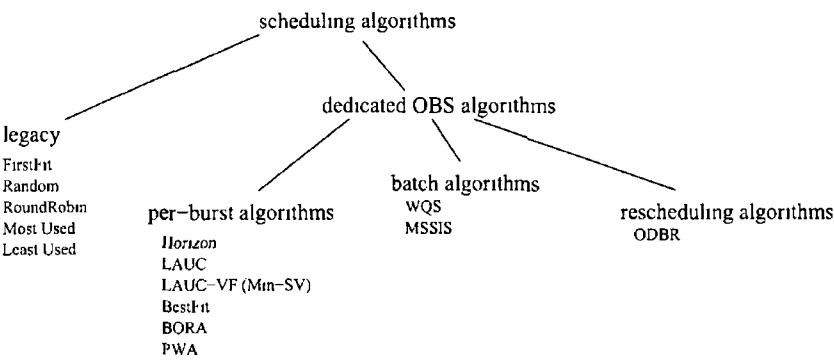 scheduling algorithms
dedicated OBS algorithms
legacy
FirstFit
Random
RoundRobin
Most Used
Least Used
per-burst algorithms
Horizon
LAUC
LAUC-VF (Min-SV)
BestFit
BORA
PWA
batch algorithms
WQS
MSSIS
rescheduling algorithms
ODBR